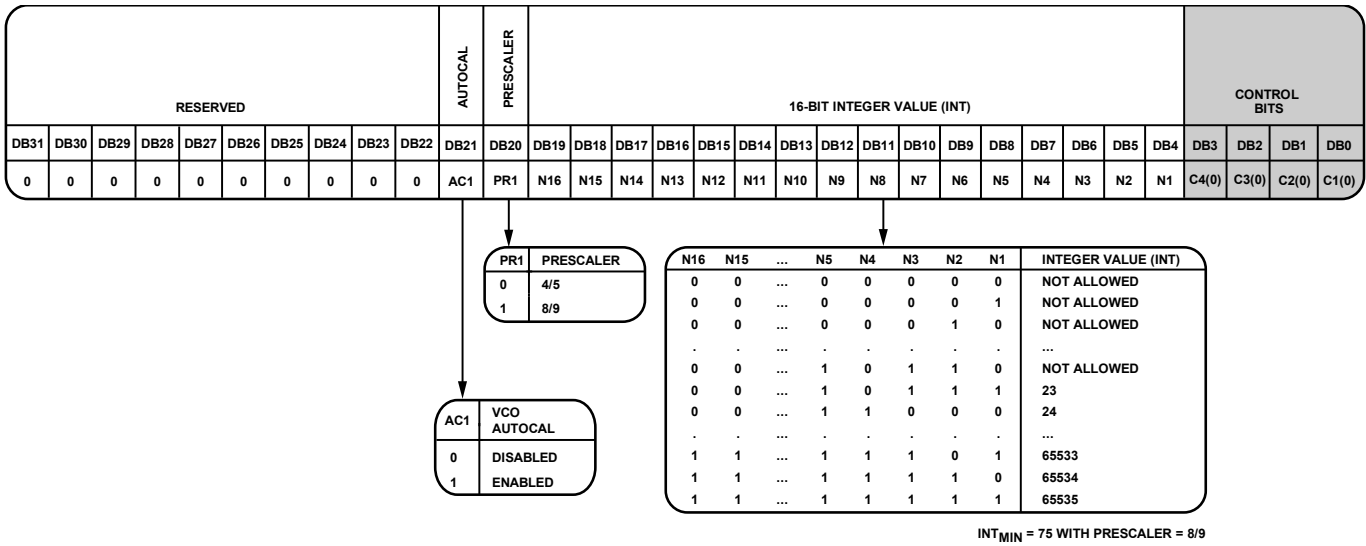 RESERVED
AUTOCAL
PRESCALER
16-BIT INTEGER VALUE (INT)
CONTROL
BITS
DB31 DB30 DB29 DB28 DB27 DB26 DB25 DB24 DB23 DB22 DB21 DB20 DB19 DB18 DB17 DB16 DB15 DB14 DB13 DB12 DB11 DB10 DB9 DB8 DB7 DB6 DB5 DB4 DB3 DB2 DB1 DB0
0 0 0 0 0 0 0 0 0 0 AC1 PR1 N16 N15 N14 N13 N12 N11 N10 N9 N8 N7 N6 N5 N4 N3 N2 N1 C4(0) C3(0) C2(0) C1(0)
PR1 PRESCALER
0 4/5
1 8/9
AC1 VCO
AUTOCAL
0 DISABLED
1 ENABLED
N16 N15 ... N5 N4 N3 N2 N1 INTEGER VALUE (INT)
0 0 ... 0 0 0 0 0 NOT ALLOWED
0 0 ... 0 0 0 0 1 NOT ALLOWED
0 0 ... 0 0 0 1 0 NOT ALLOWED
. . ... . . . . . ...
0 0 ... 1 0 1 1 0 NOT ALLOWED
0 0 ... 1 0 1 1 1 23
0 0 ... 1 1 0 0 0 24
. . ... . . . . . ...
1 1 ... 1 1 1 0 1 65533
1 1 ... 1 1 1 1 0 65534
1 1 ... 1 1 1 1 1 65535
INTMIN = 75 WITH PRESCALER = 8/9